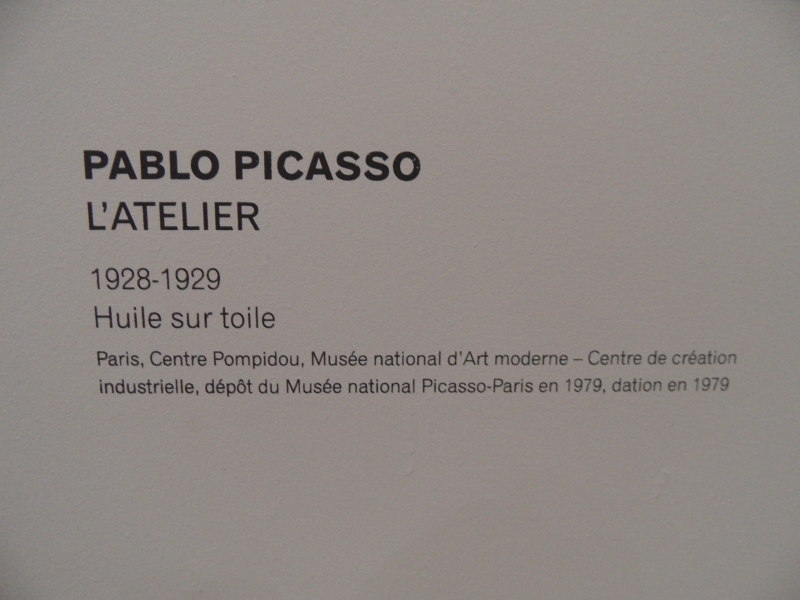 PABLO PICASSO
L'ATELIER
1928-1929
Huile sur toile
Paris, Centre Pompidou, Musée national d'Art moderne – Centre de création
industrielle, dépôt du Musée national Picasso-Paris en 1979, dation en 1979